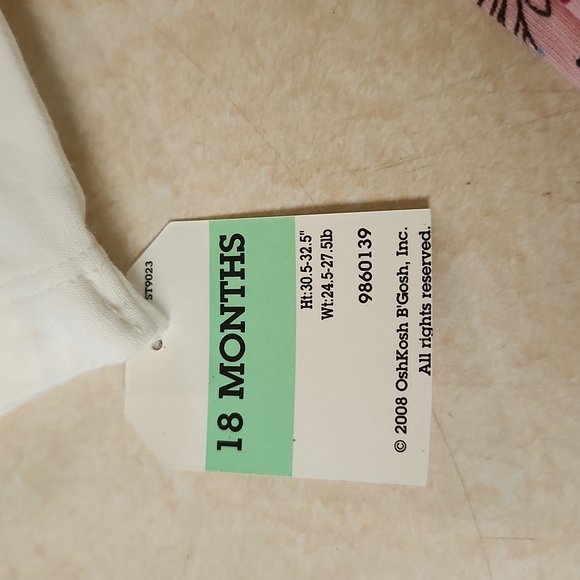 ST9023
18 MONTHS
Ht:30.5-32.5"
Wt:24.5-27.5lb
9860139
© 2008 OshKosh B'Gosh, Inc.
All rights reserved.